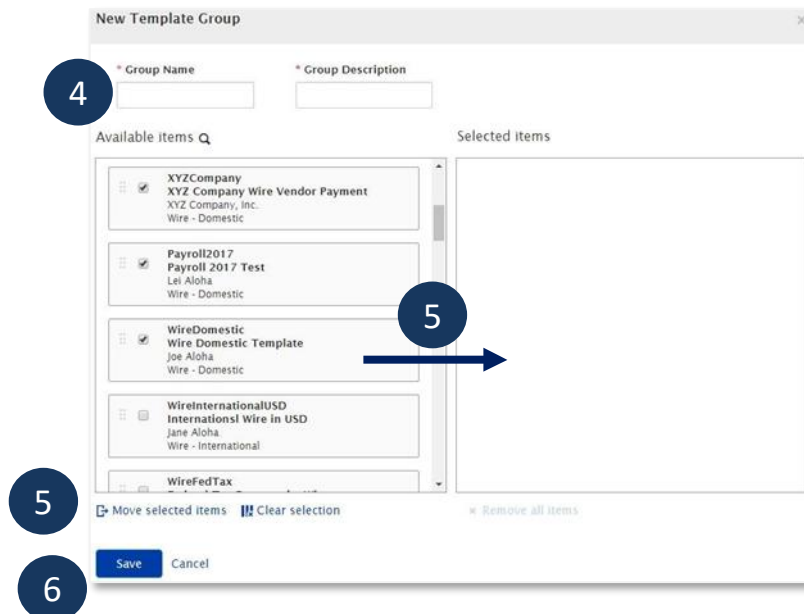 New Template Group
×
* Group Name * Group Description
4
Available items Selected items
XYZCompany
XYZ Company Wire Vendor Payment
XYZ Company, Inc.
Wire - Domestic
Payroll2017
Payroll 2017 Test
Lei Aloha
Wire - Domestic
5
WireDomestic
Wire Domestic Template
Joe Aloha
Wire - Domestic
WireInternationalUSD
Internationsl Wire in USD
Jane Aloha
Wire - International
WireFedTax
5
Move selected items Clear selection × Remove all items
Save Cancel
6